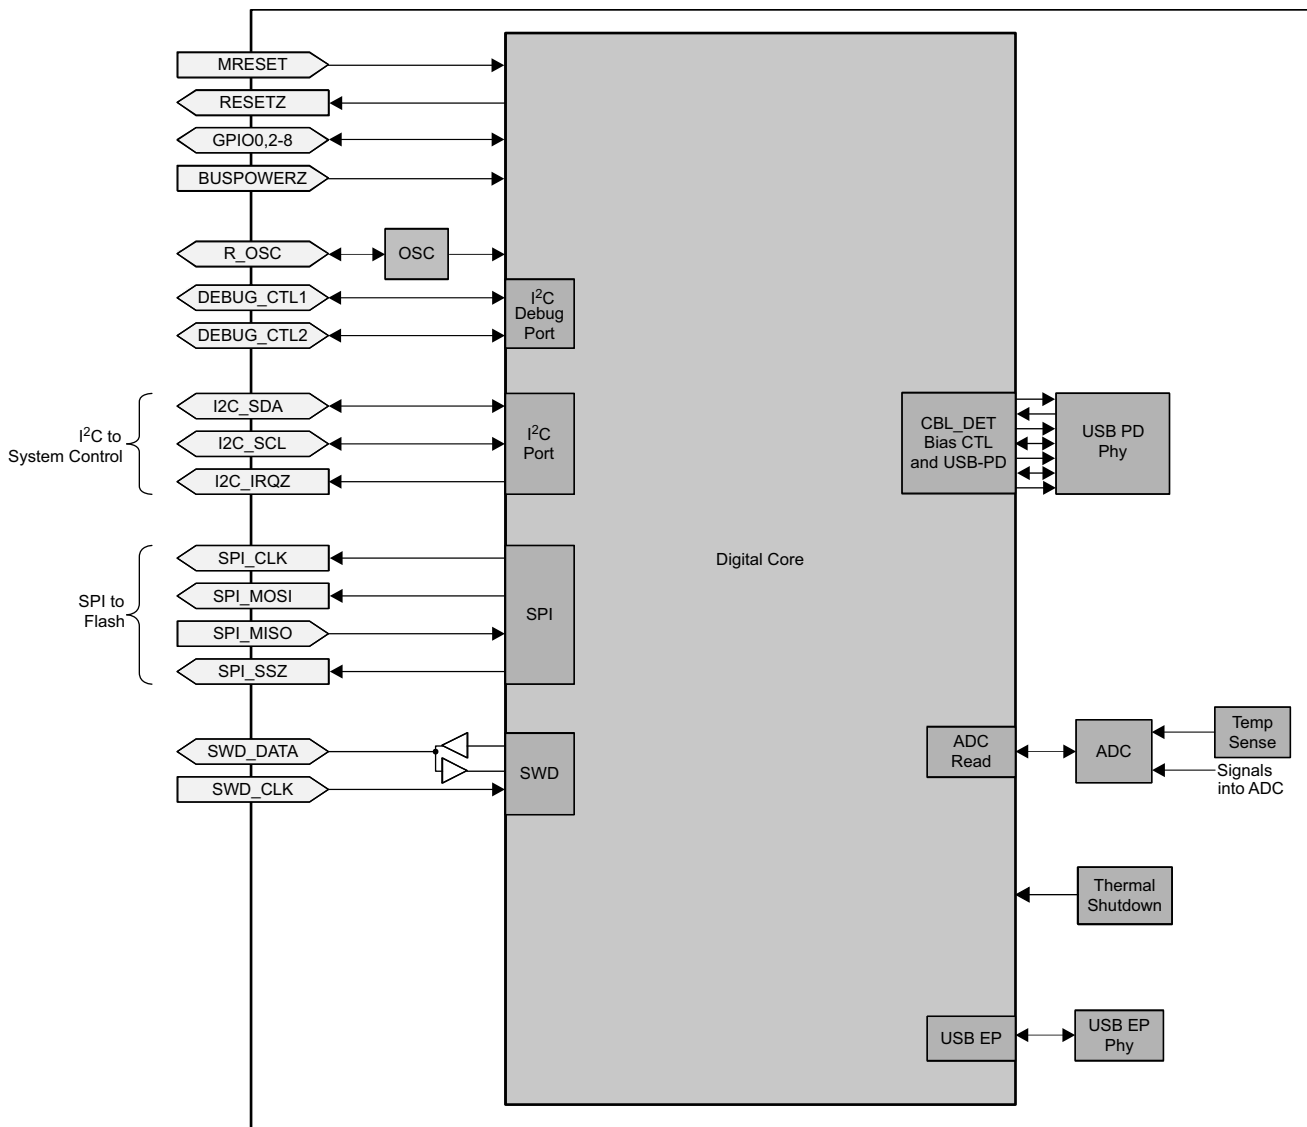 MRESET
RESETZ
GPIO0,2-8
BUSPOWERZ
R_OSC
OSC
DEBUG_CTL1
DEBUG_CTL2
I²C
Debug
Port
I²C to
System Control
I2C_SDA
I2C_SCL
I2C_IRQZ
I²C
Port
CBL_DET
Bias CTL
and USB-PD
USB PD
Phy
Digital Core
SPI to
Flash
SPI_CLK
SPI_MOSI
SPI_MISO
SPI_SSZ
SPI
SWD_DATA
SWD_CLK
SWD
ADC
Read
ADC
Temp
Sense
Signals
into ADC
Thermal
Shutdown
USB EP
USB EP
Phy